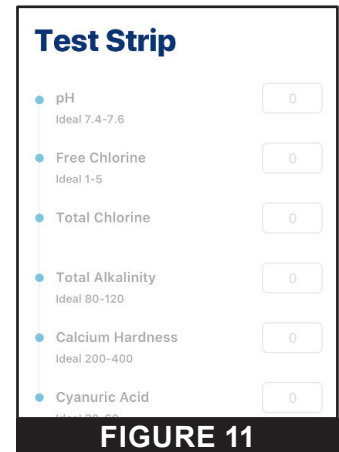 Test Strip
pH 0
Ideal 7.4-7.6
Free Chlorine 0
Ideal 1-5
Total Chlorine 0
Total Alkalinity 0
Ideal 80-120
Calcium Hardness 0
Ideal 200-400
Cyanuric Acid 0
FIGURE 11